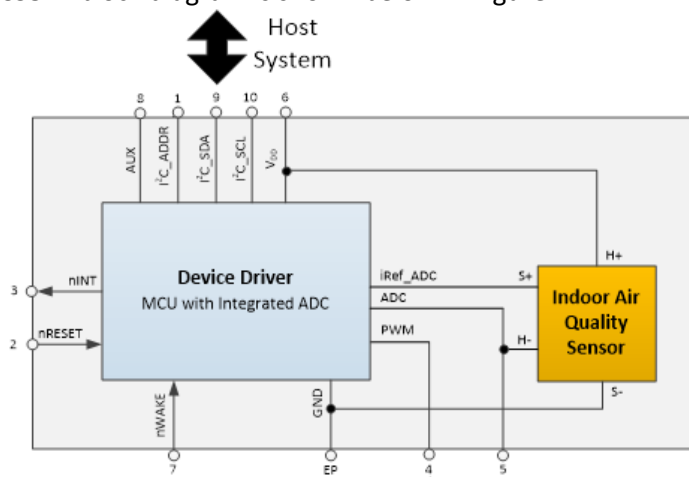 Host
System
8
1
9
10
6
AUX
I²C_ADDR
I²C_SDA
I²C_SCL
VDD
H+
Device Driver
MCU with Integrated ADC
iRef_ADC
S+
ADC
PWM
H-
Indoor Air
Quality
Sensor
S-
3
nINT
2
nRESET
nWAKE
GND
7
EP
4
5